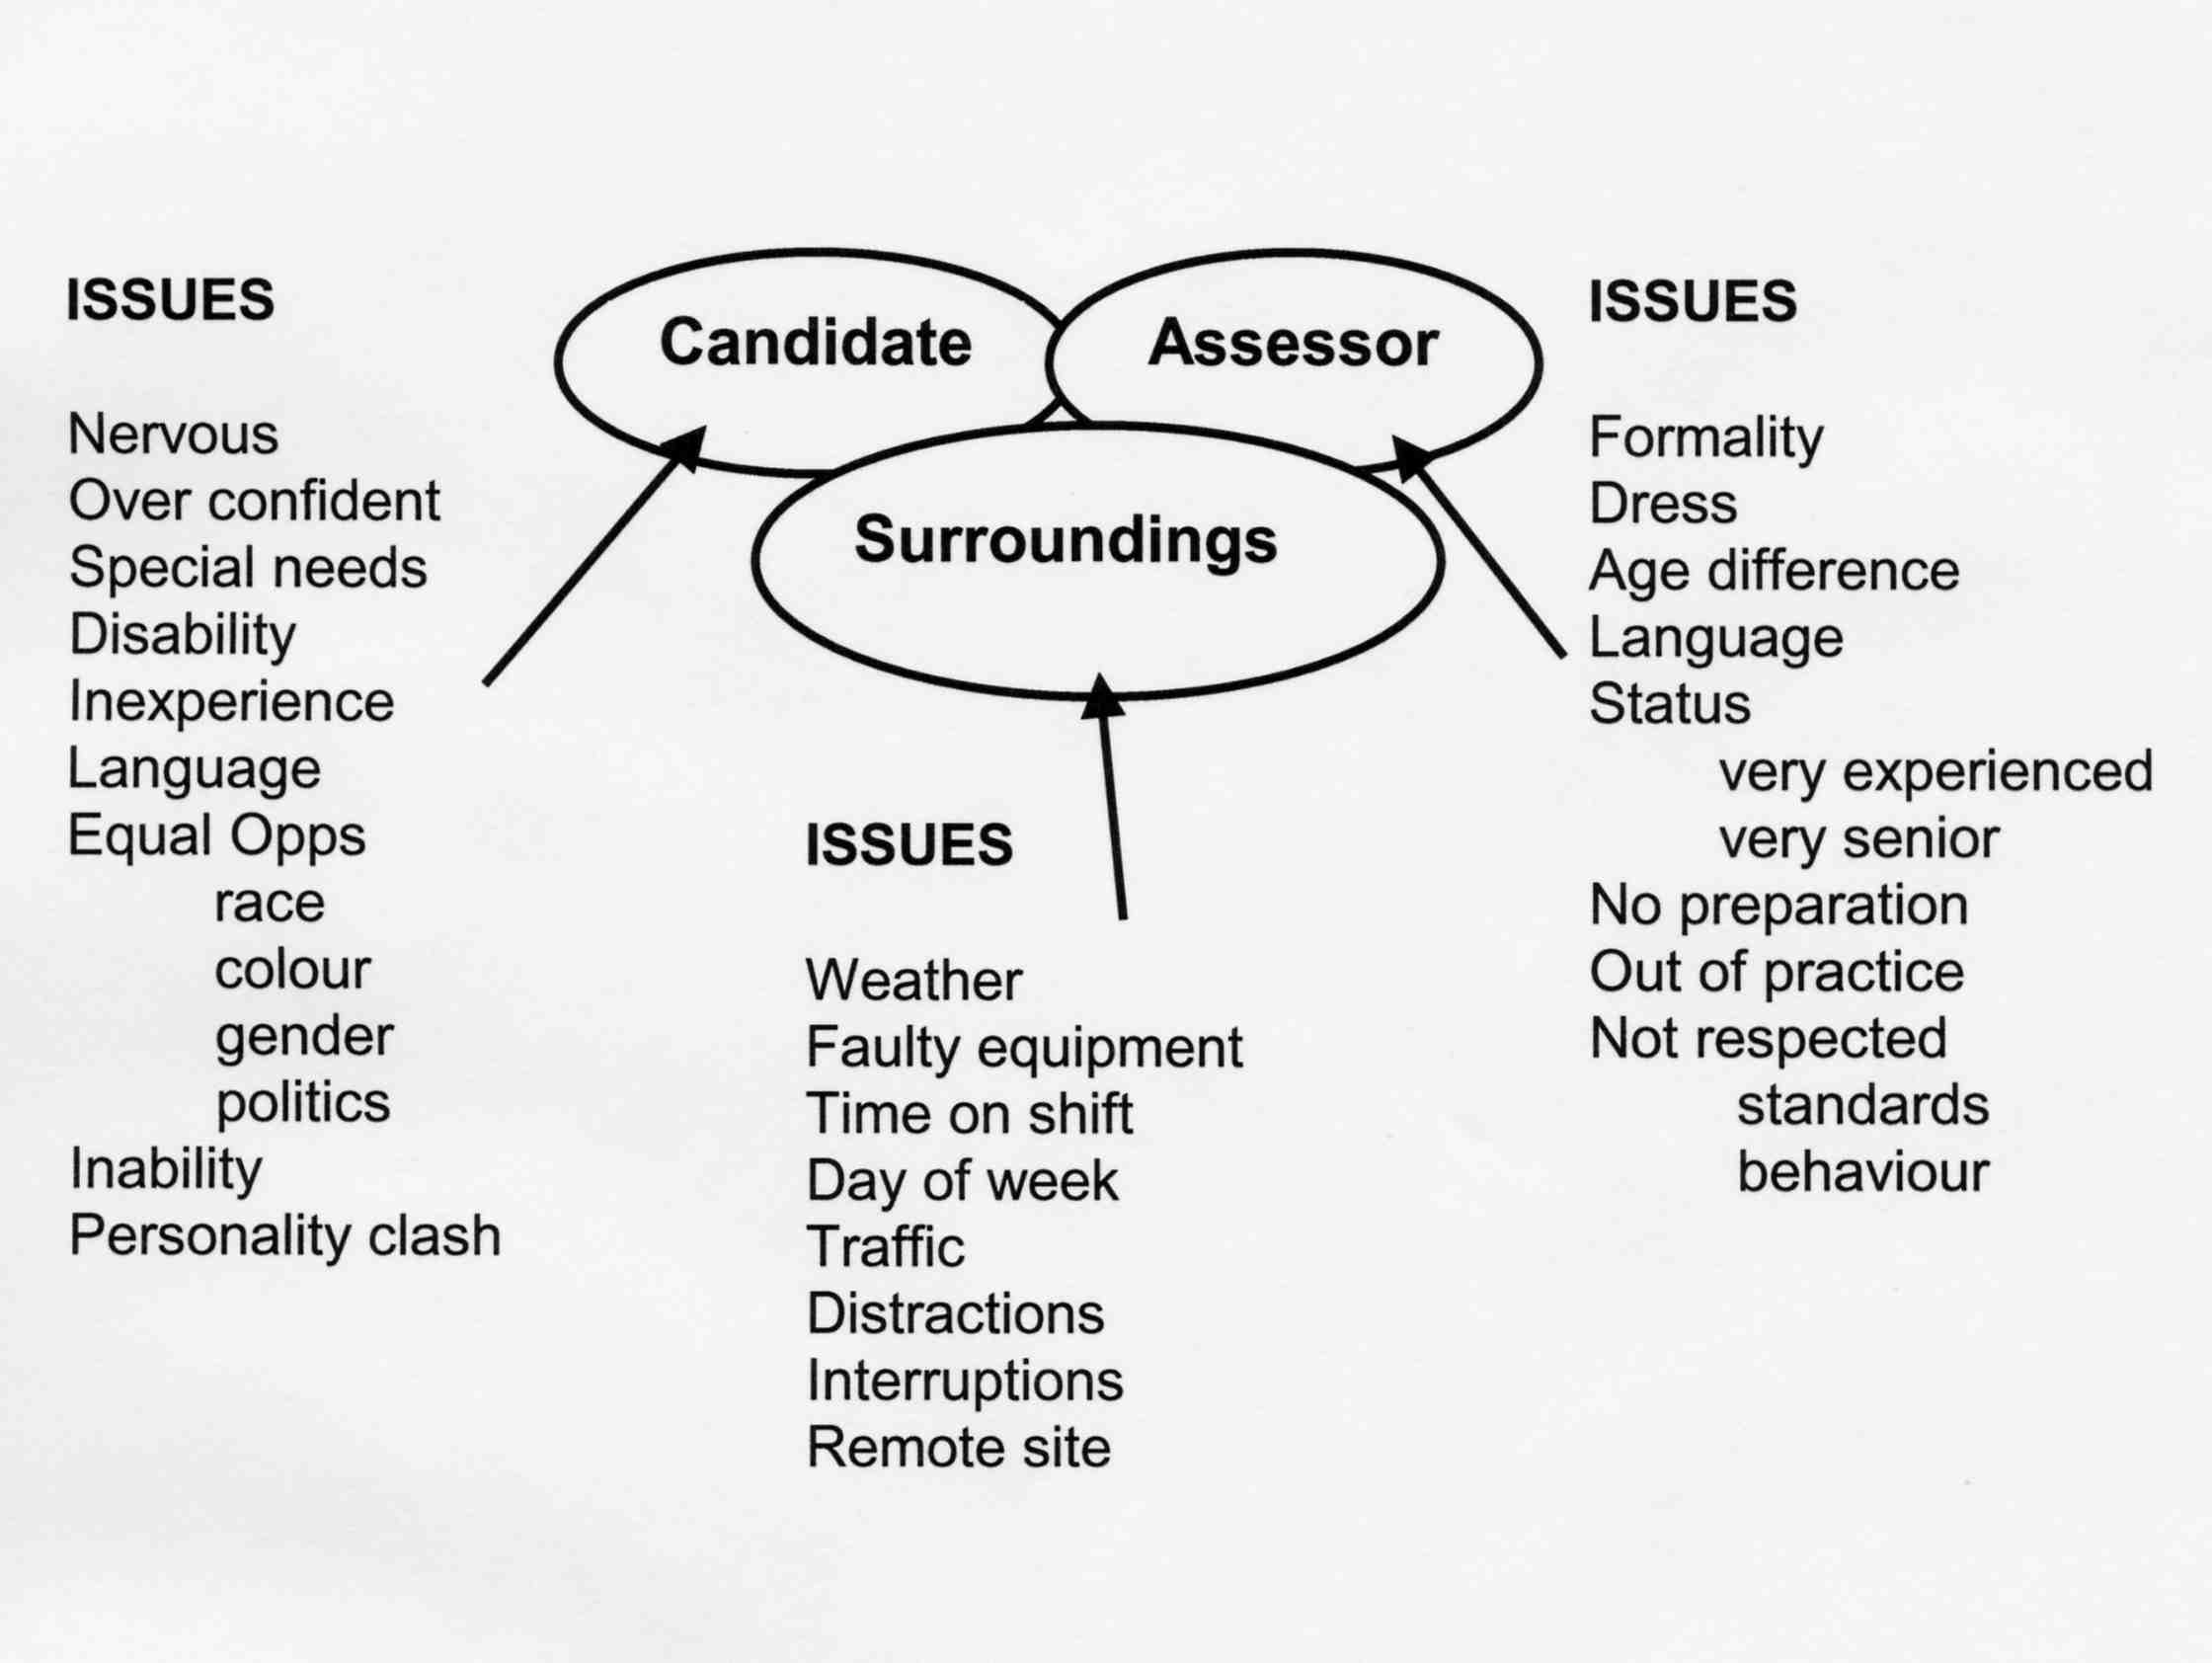 Candidate
Assessor
Surroundings
ISSUES
Nervous
Over confident
Special needs
Disability
Inexperience
Language
Equal Opps
race
colour
gender
politics
Inability
Personality clash
ISSUES
Weather
Faulty equipment
Time on shift
Day of week
Traffic
Distractions
Interruptions
Remote site
ISSUES
Formality
Dress
Age difference
Language
Status
very experienced
very senior
No preparation
Out of practice
Not respected
standards
behaviour